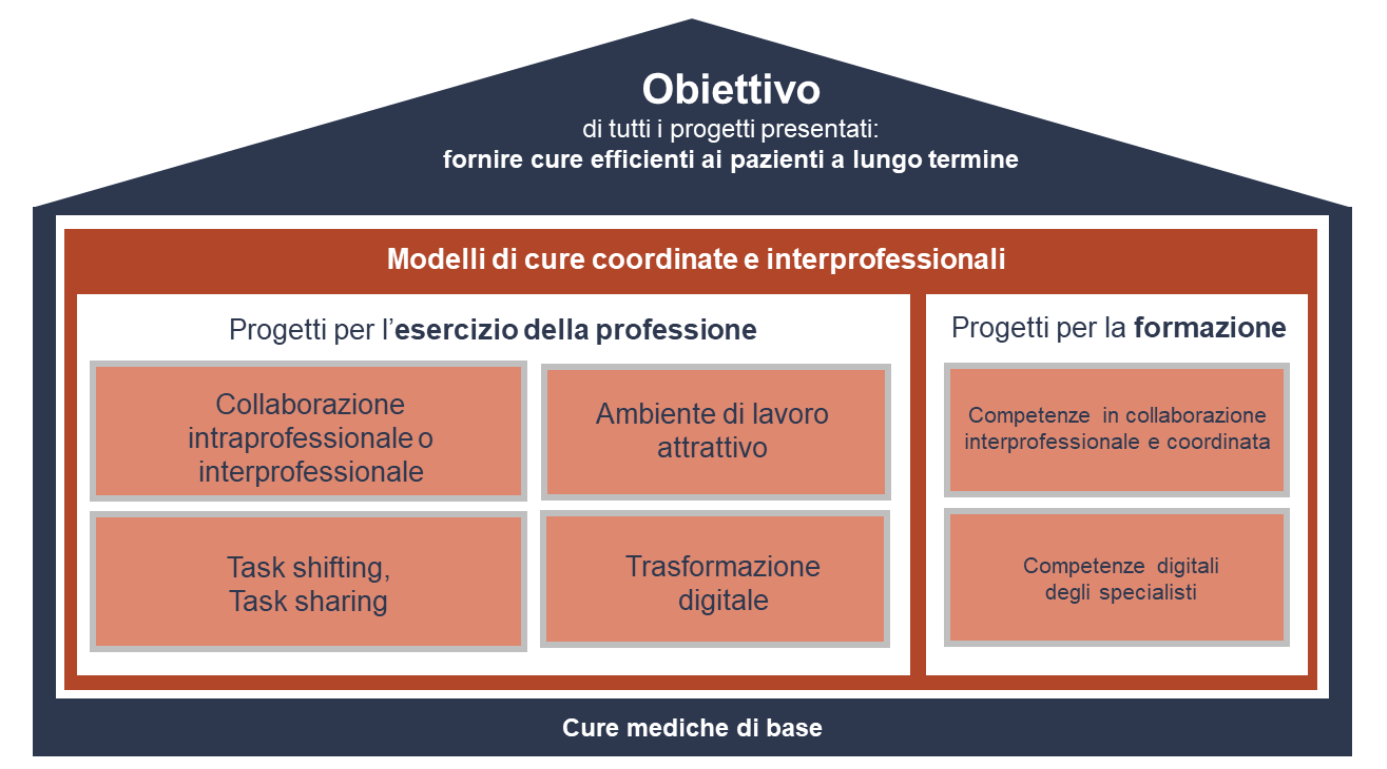 Obiettivo
di tutti i progetti presentati:
fornire cure efficienti ai pazienti a lungo termine
Modelli di cure coordinate e interprofessionali
Progetti per l’esercizio della professione
Collaborazione
intraprofessionale o
interprofessionale
Ambiente di lavoro
attrattivo
Task shifting,
Task sharing
Trasformazione
digitale
Progetti per la formazione
Competenze in collaborazione
interprofessionale e coordinata
Competenze digitali
degli specialisti
Cure mediche di base